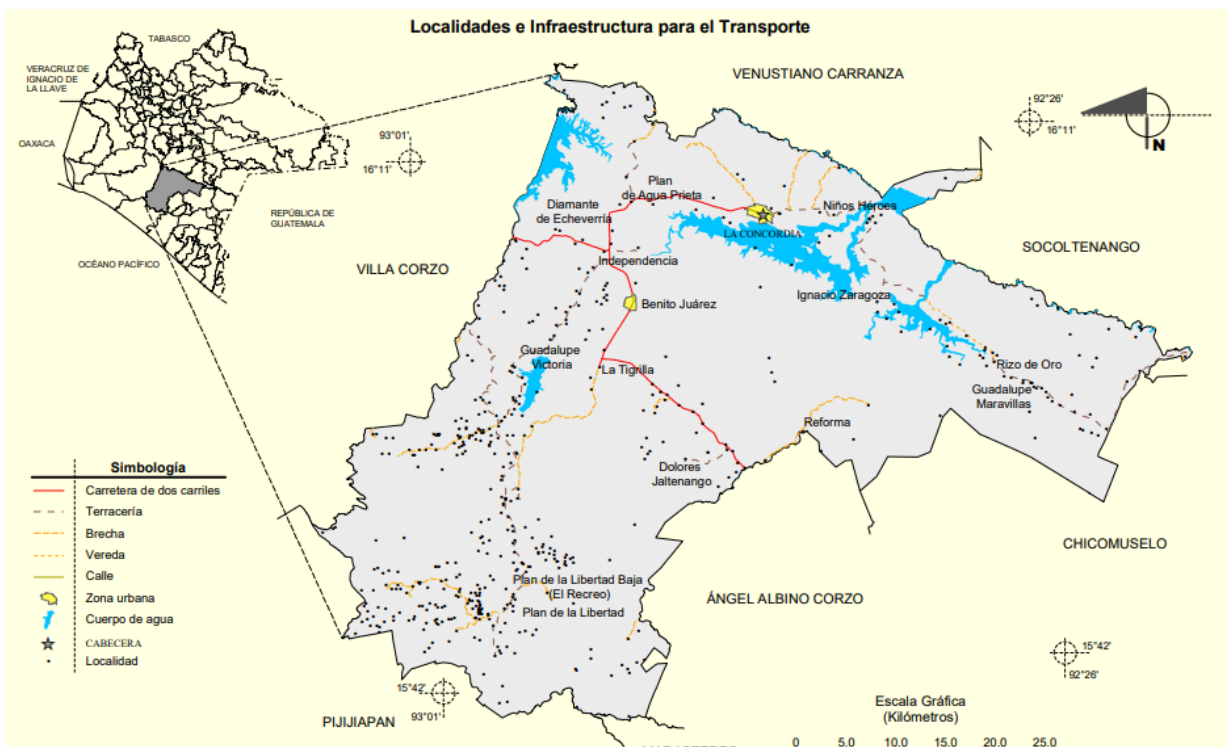 Localidades e Infraestructura para el Transporte
TABASCO
VERACRUZ DE
IGNACIO DE
LA LLAVE
OAXACA
REPÚBLICA DE
GUATEMALA
OCÉANO PACÍFICO
VENUSTIANO CARRANZA
93°01'
16°11'
92°26'
16°11'
N
Plan
de Agua Prieta
Diamante
de Echeverría
Niños Héroes
LA CONCORDIA
SOCOLTENANGO
VILLA CORZO
Independencia
Ignacio Zaragoza
Benito Juárez
Guadalupe
Victoria
La Tigrilla
Rizo de Oro
Guadalupe
Maravillas
Reforma
Dolores
Jaltenango
CHICOMUSELO
Plan de la Libertad Baja
(El Recreo)
Plan de la Libertad
ÁNGEL ALBINO CORZO
Simbología
Carretera de dos carriles
Terracería
Brecha
Vereda
Calle
Zona urbana
Cuerpo de agua
CABECERA
Localidad
15°42'
92°26'
15°42'
93°01'
PIJIJIAPAN
Escala Gráfica
(Kilómetros)
0 5.0 10.0 15.0 20.0 25.0